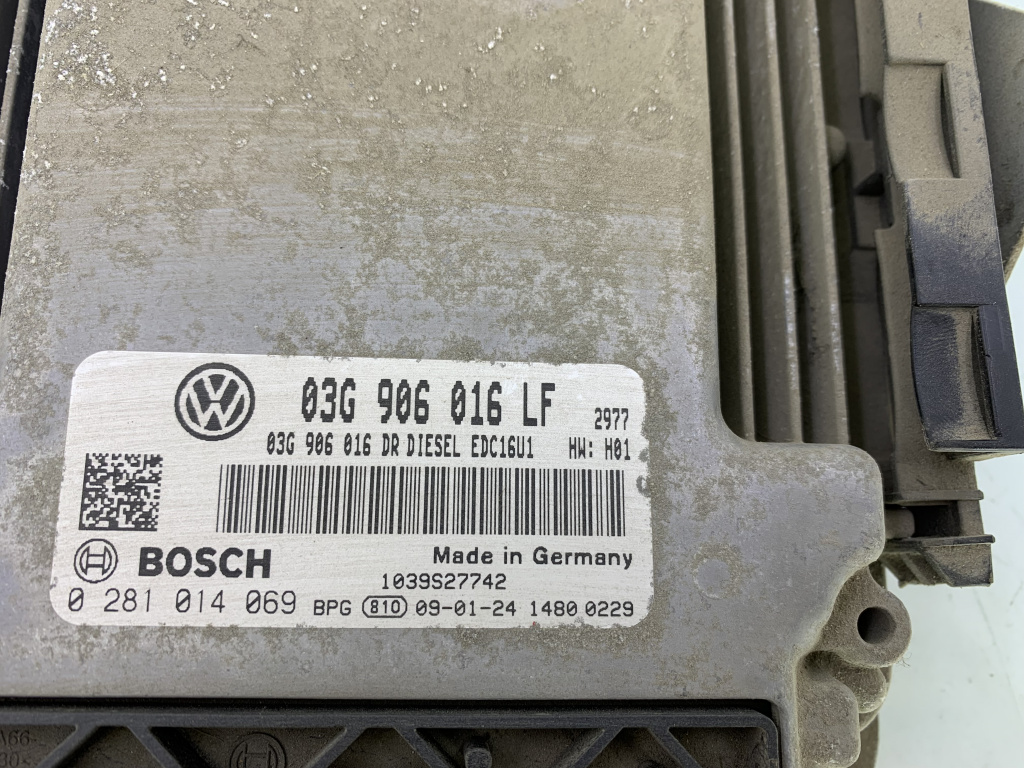 03G 906 016 LF 2977
03G 906 016 DR DIESEL EDC16U1 HW: H01
BOSCH Made in Germany
1039S27742
0 281 014 069 BPG 810 09-01-24 1480 0229